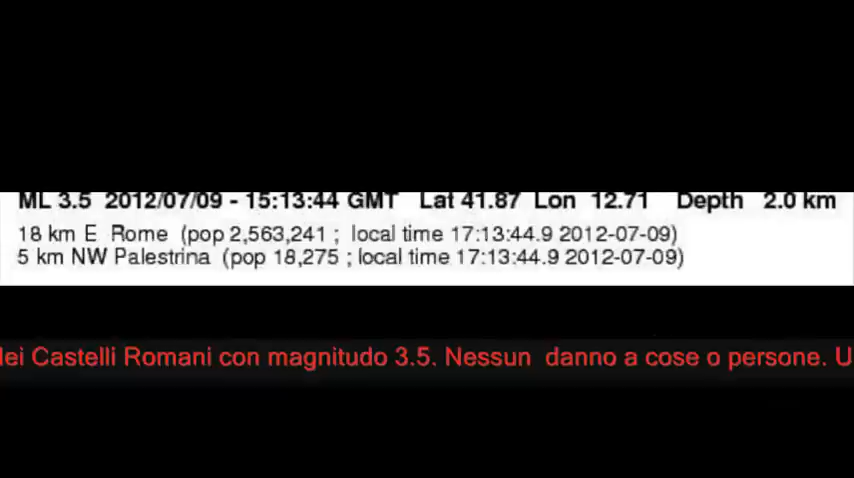 ML 3.5 2012/07/09 - 15:13:44 GMT Lat 41.87 Lon 12.71 Depth 2.0 km
18 km E Rome (pop 2,563,241 ; local time 17:13:44.9 2012-07-09)
5 km NW Palestrina (pop 18,275 ; local time 17:13:44.9 2012-07-09)
dei Castelli Romani con magnitudo 3.5. Nessun danno a cose o persone. U